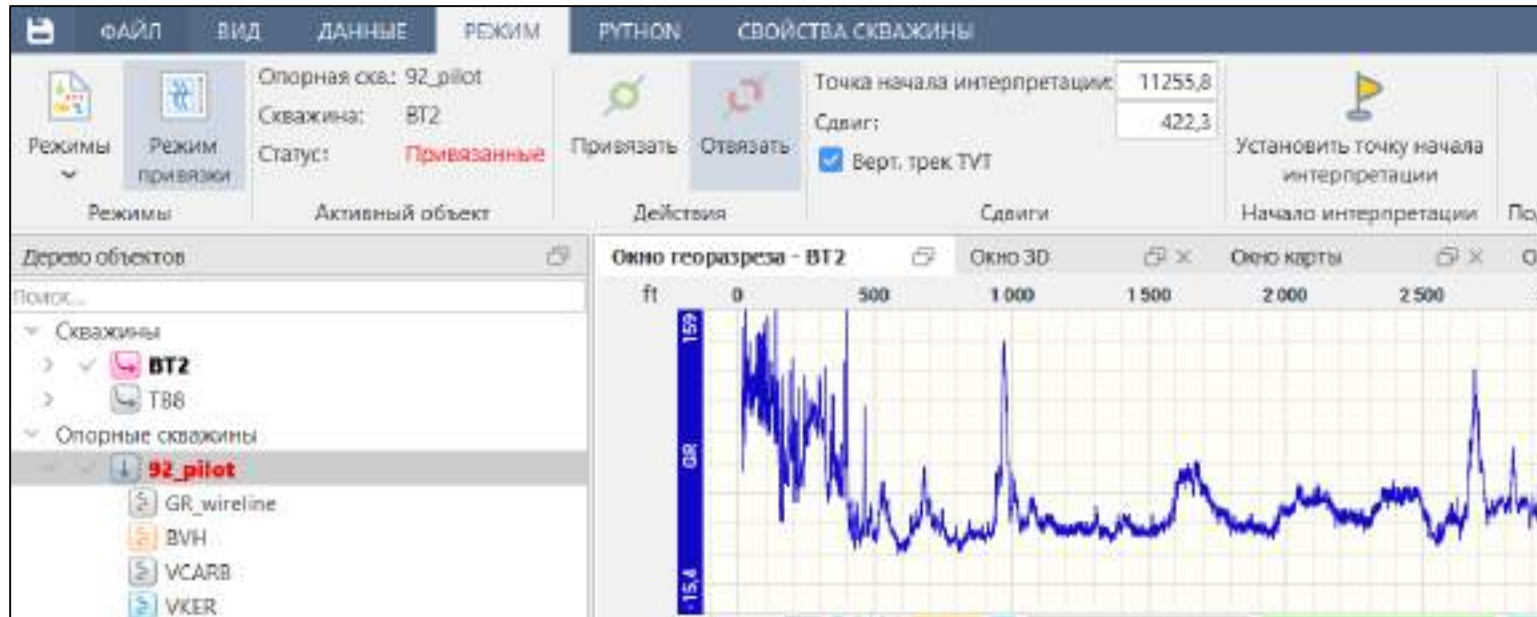 ФАЙЛ ВИД ДАННЫЕ РЕЖИМ PYTHON СВОЙСТВА СКВАЖИНЫ
Опорная скв.: 92_pilot
Скважина: BT2
Статус: Привязанные
Режимы
Режим привязки
Привязать
Отвязать
Точка начала интерпретации: 11255,8
Сдвиг: 422,3
Верт. трек TVT
Установить точку начала
интерпретации
Режимы Активный объект Действия Сдвиги Начало интерпретации
Дерево объектов
Окно георазреза - BT2 Окно 3D Окно карты
Поиск...
ft 0 500 1 000 1 500 2 000 2 500
Скважины
BT2
T88
Опорные скважины
92_pilot
GR_wireline
BVH
VCARB
VKER
159
GR
-15,4